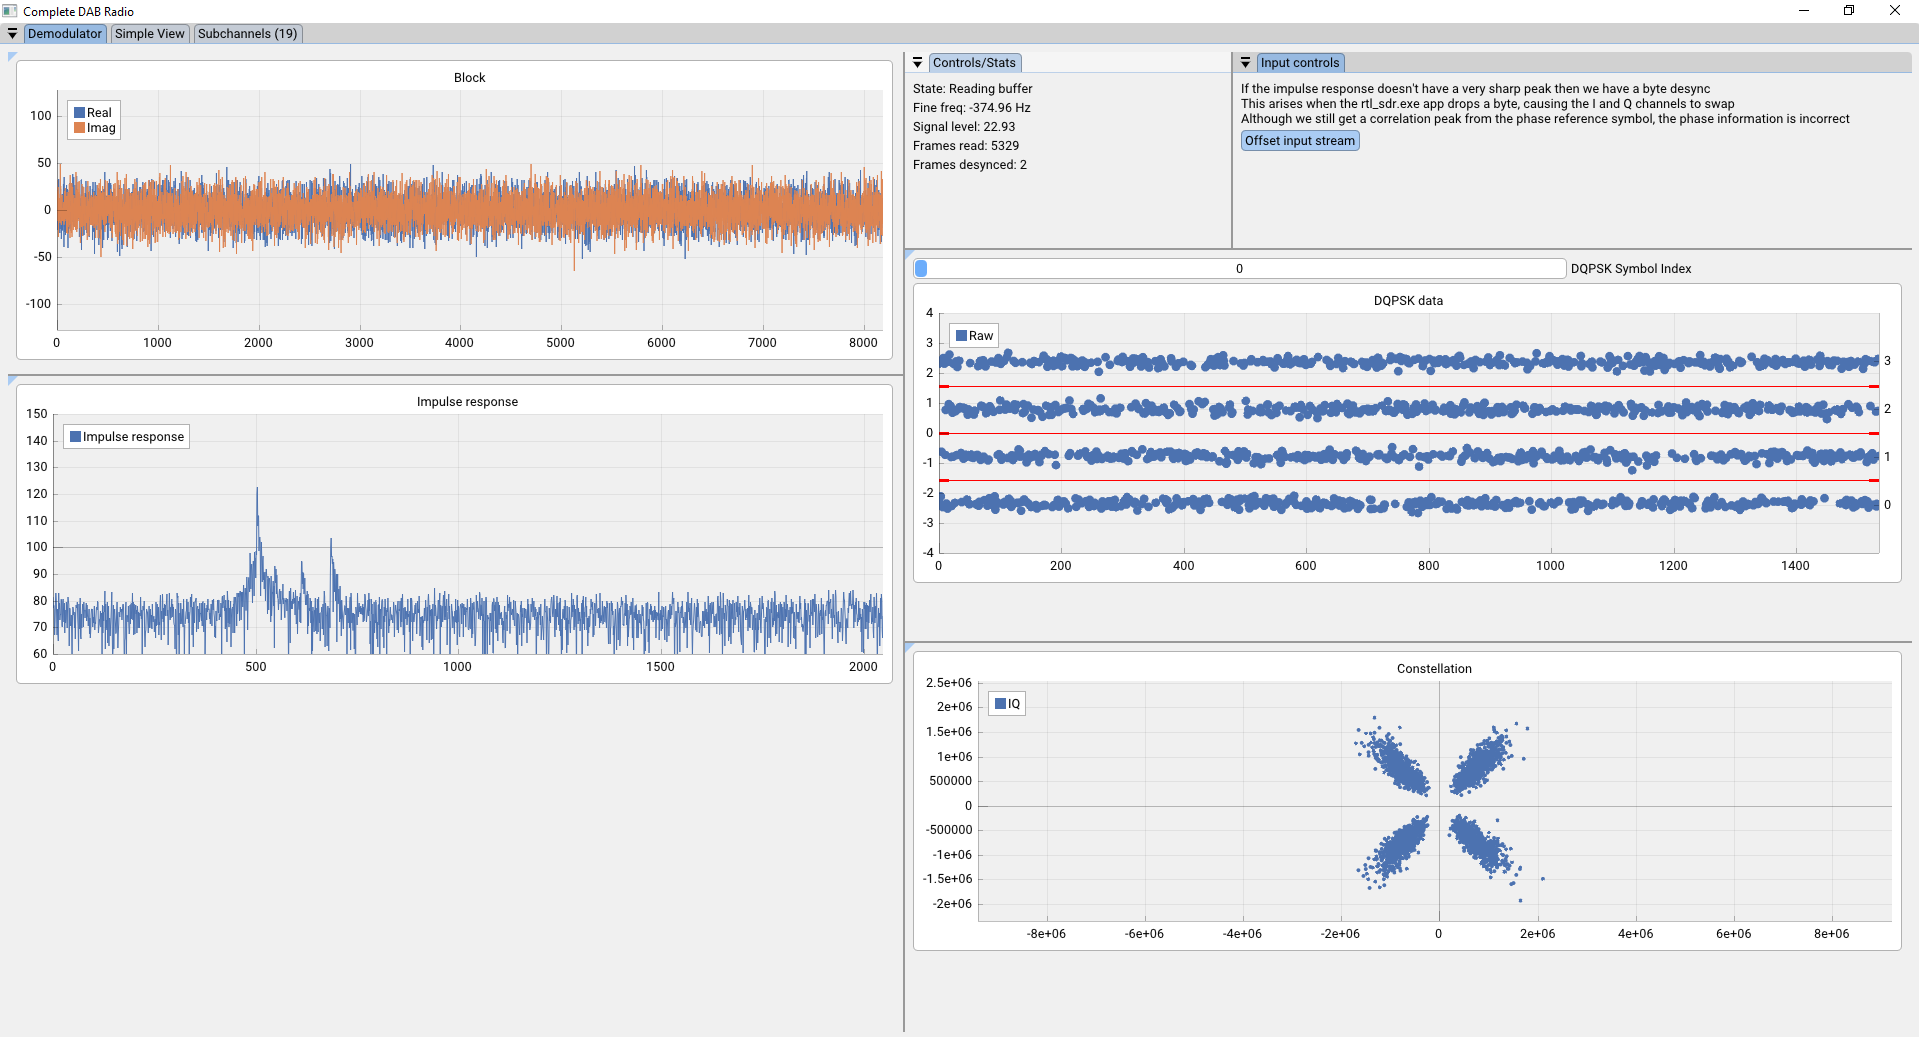 Complete DAB Radio
Demodulator Simple View Subchannels (19)
Block
Real
Imag
100
50
0
-50
-100
0 1000 2000 3000 4000 5000 6000 7000 8000
Impulse response
Impulse response
150
140
130
120
110
100
90
80
70
60
0 500 1000 1500 2000
Controls/Stats
State: Reading buffer
Fine freq: -374.96 Hz
Signal level: 22.93
Frames read: 5329
Frames desynced: 2
Input controls
If the impulse response doesn't have a very sharp peak then we have a byte desync
This arises when the rtl_sdr.exe app drops a byte, causing the I and Q channels to swap
Although we still get a correlation peak from the phase reference symbol, the phase information is incorrect
Offset input stream
0 DQPSK Symbol Index
DQPSK data
Raw
4
3
2
1
0
-1
-2
-3
-4
3
2
1
0
0 200 400 600 800 1000 1200 1400
Constellation
IQ
2.5e+06
2e+06
1.5e+06
1e+06
500000
0
-500000
-1e+06
-1.5e+06
-2e+06
-8e+06 -6e+06 -4e+06 -2e+06 0 2e+06 4e+06 6e+06 8e+06